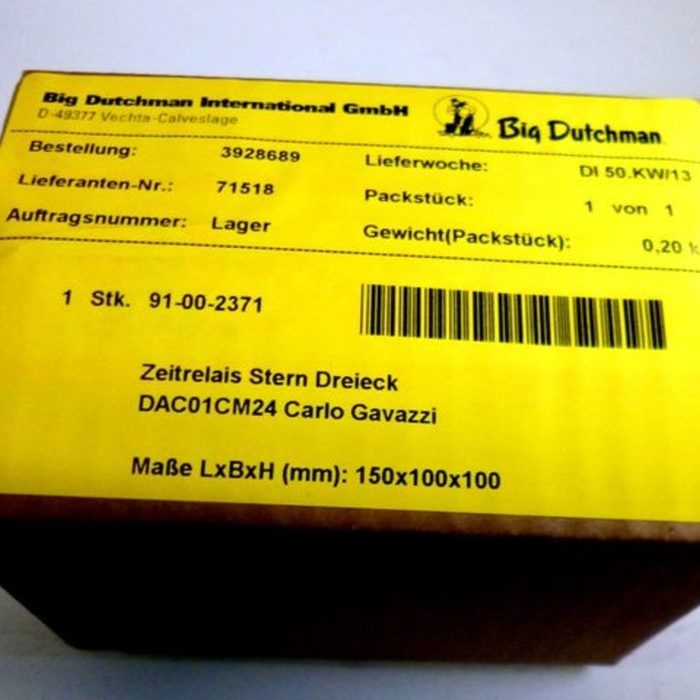 Big Dutchman International GmbH
D-49377 Vechta-Calveslage
Big Dutchman
Bestellung: 3928689
Lieferanten-Nr.: 71518
Auftragsnummer: Lager
Lieferwoche: DI 50.KW/13
Packstück: 1 von 1
Gewicht(Packstück): 0,20 k
1 Stk. 91-00-2371
Zeitrelais Stern Dreieck
DAC01CM24 Carlo Gavazzi
Maße LxBxH (mm): 150x100x100